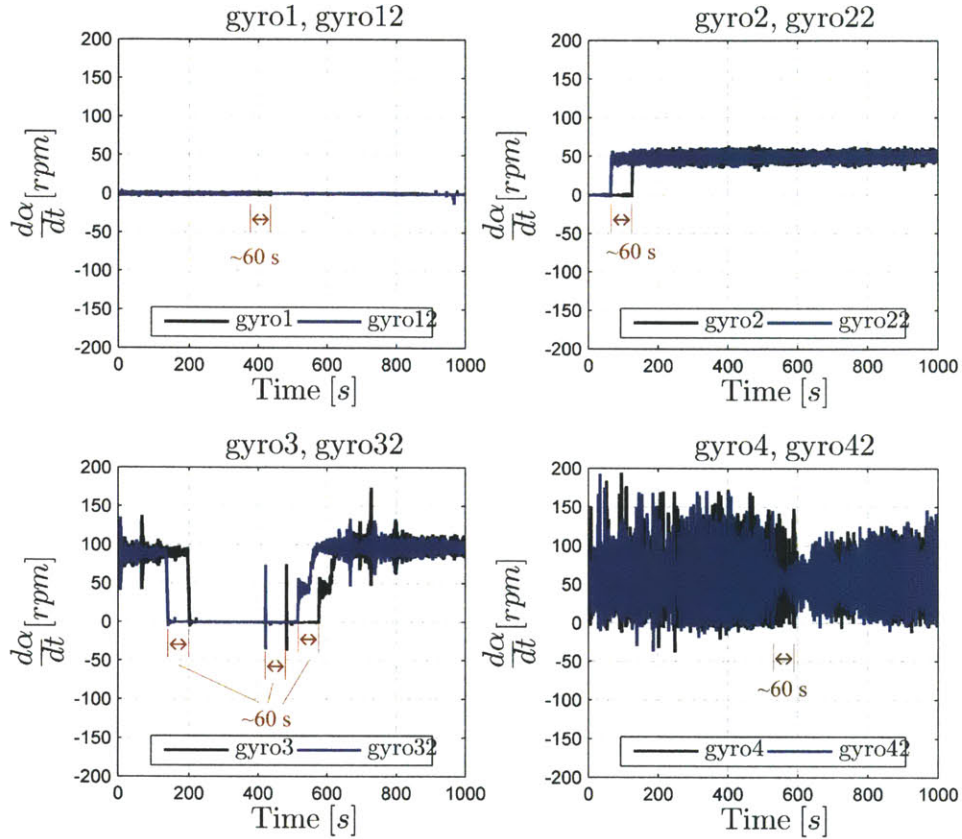 gyro1, gyro12
200
150
100
50
0
-50
-100
-150
-200
dα/dt [rpm]
~60 s
gyro1 gyro12
0 200 400 600 800 1000
Time [s]
gyro2, gyro22
200
150
100
50
0
-50
-100
-150
-200
dα/dt [rpm]
~60 s
gyro2 gyro22
0 200 400 600 800 1000
Time [s]
gyro3, gyro32
200
150
100
50
0
-50
-100
-150
-200
dα/dt [rpm]
~60 s
gyro3 gyro32
0 200 400 600 800 1000
Time [s]
gyro4, gyro42
200
150
100
50
0
-50
-100
-150
-200
dα/dt [rpm]
~60 s
gyro4 gyro42
0 200 400 600 800 1000
Time [s]